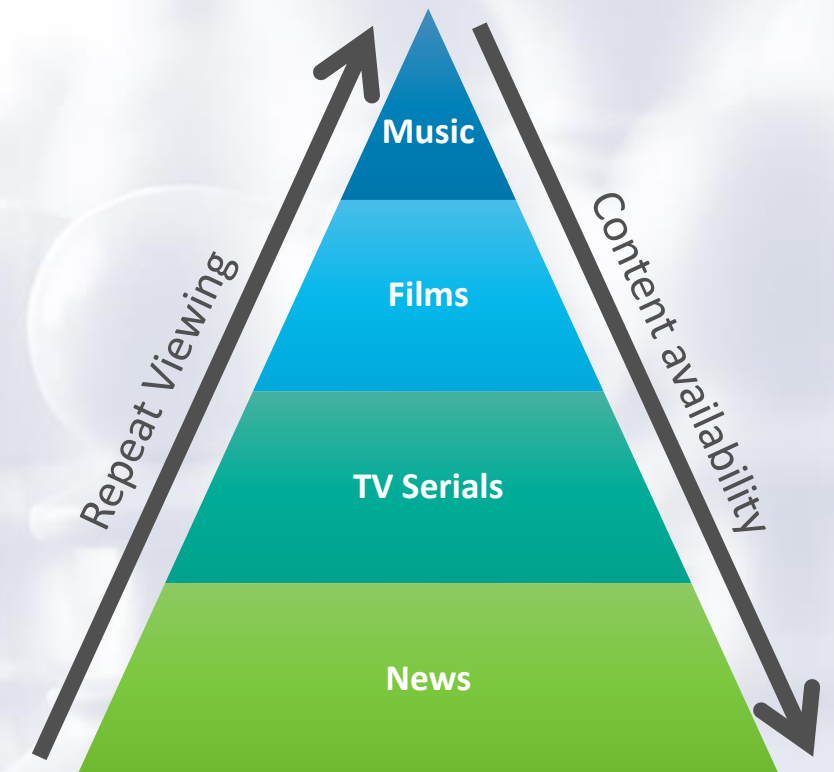 Music
Films
TV Serials
News
Repeat Viewing
Content availability